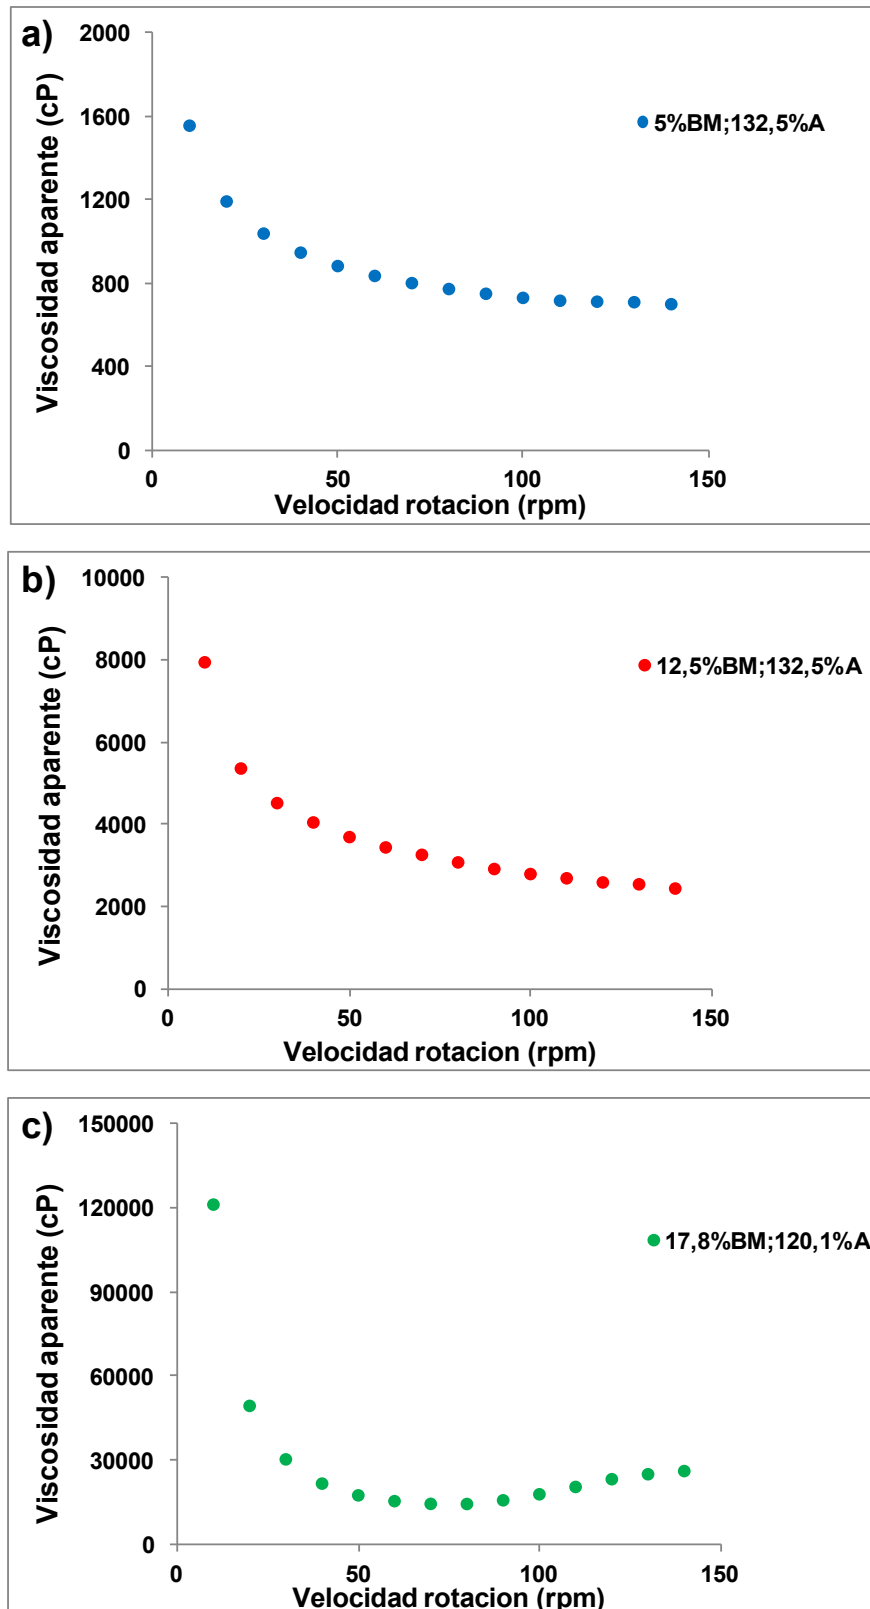 a)
Viscosidad aparente (cP)
2000
1600
1200
800
400
0
0 50 100 150
Velocidad rotacion (rpm)
5%BM;132,5%A
b)
Viscosidad aparente (cP)
10000
8000
6000
4000
2000
0
0 50 100 150
Velocidad rotacion (rpm)
12,5%BM;132,5%A
c)
Viscosidad aparente (cP)
150000
120000
90000
60000
30000
0
0 50 100 150
Velocidad rotacion (rpm)
17,8%BM;120,1%A